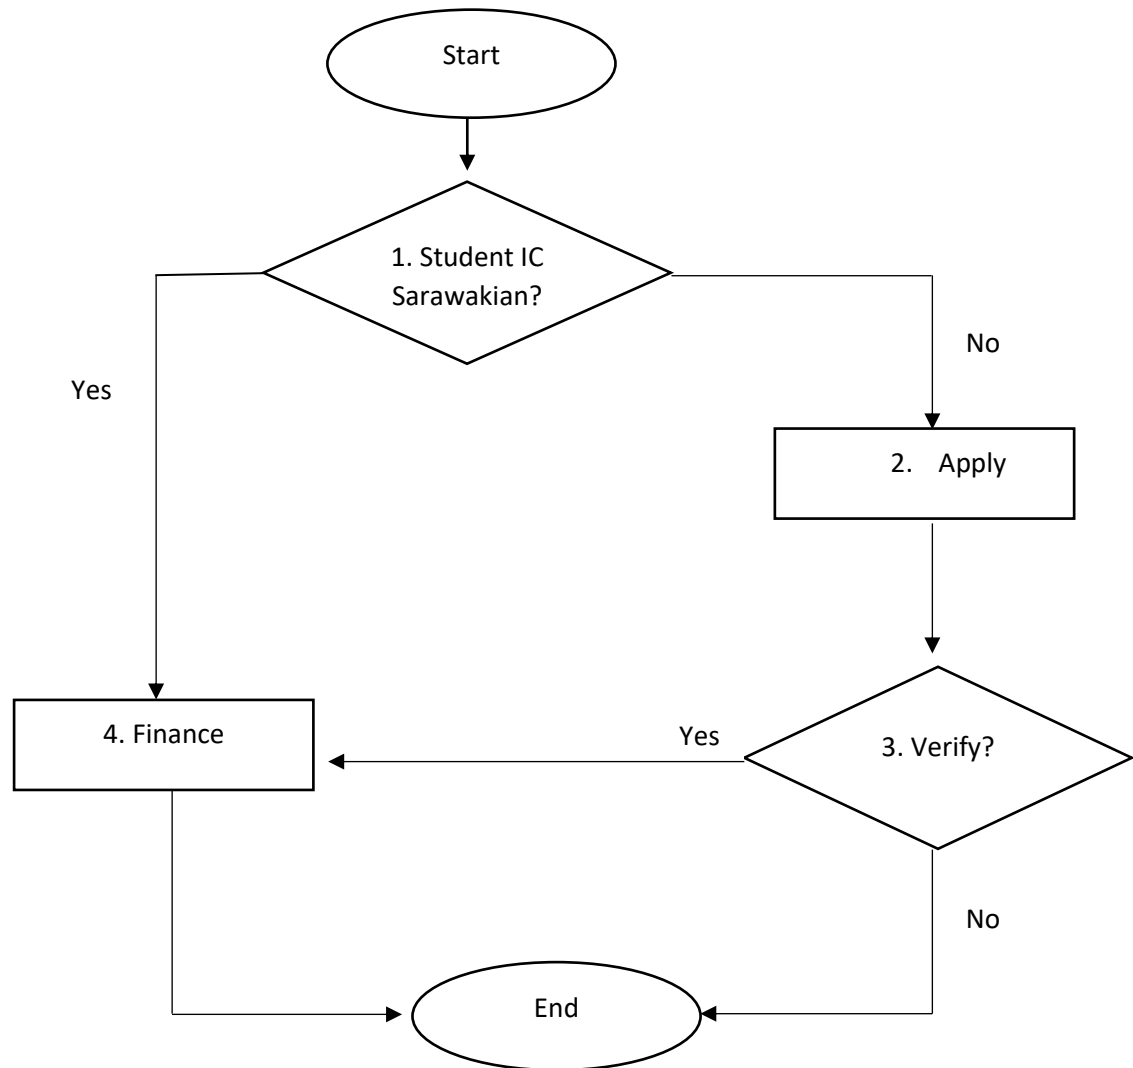 Start
1. Student IC
Sarawakian?
No
Yes
2. Apply
4. Finance
Yes
3. Verify?
No
End